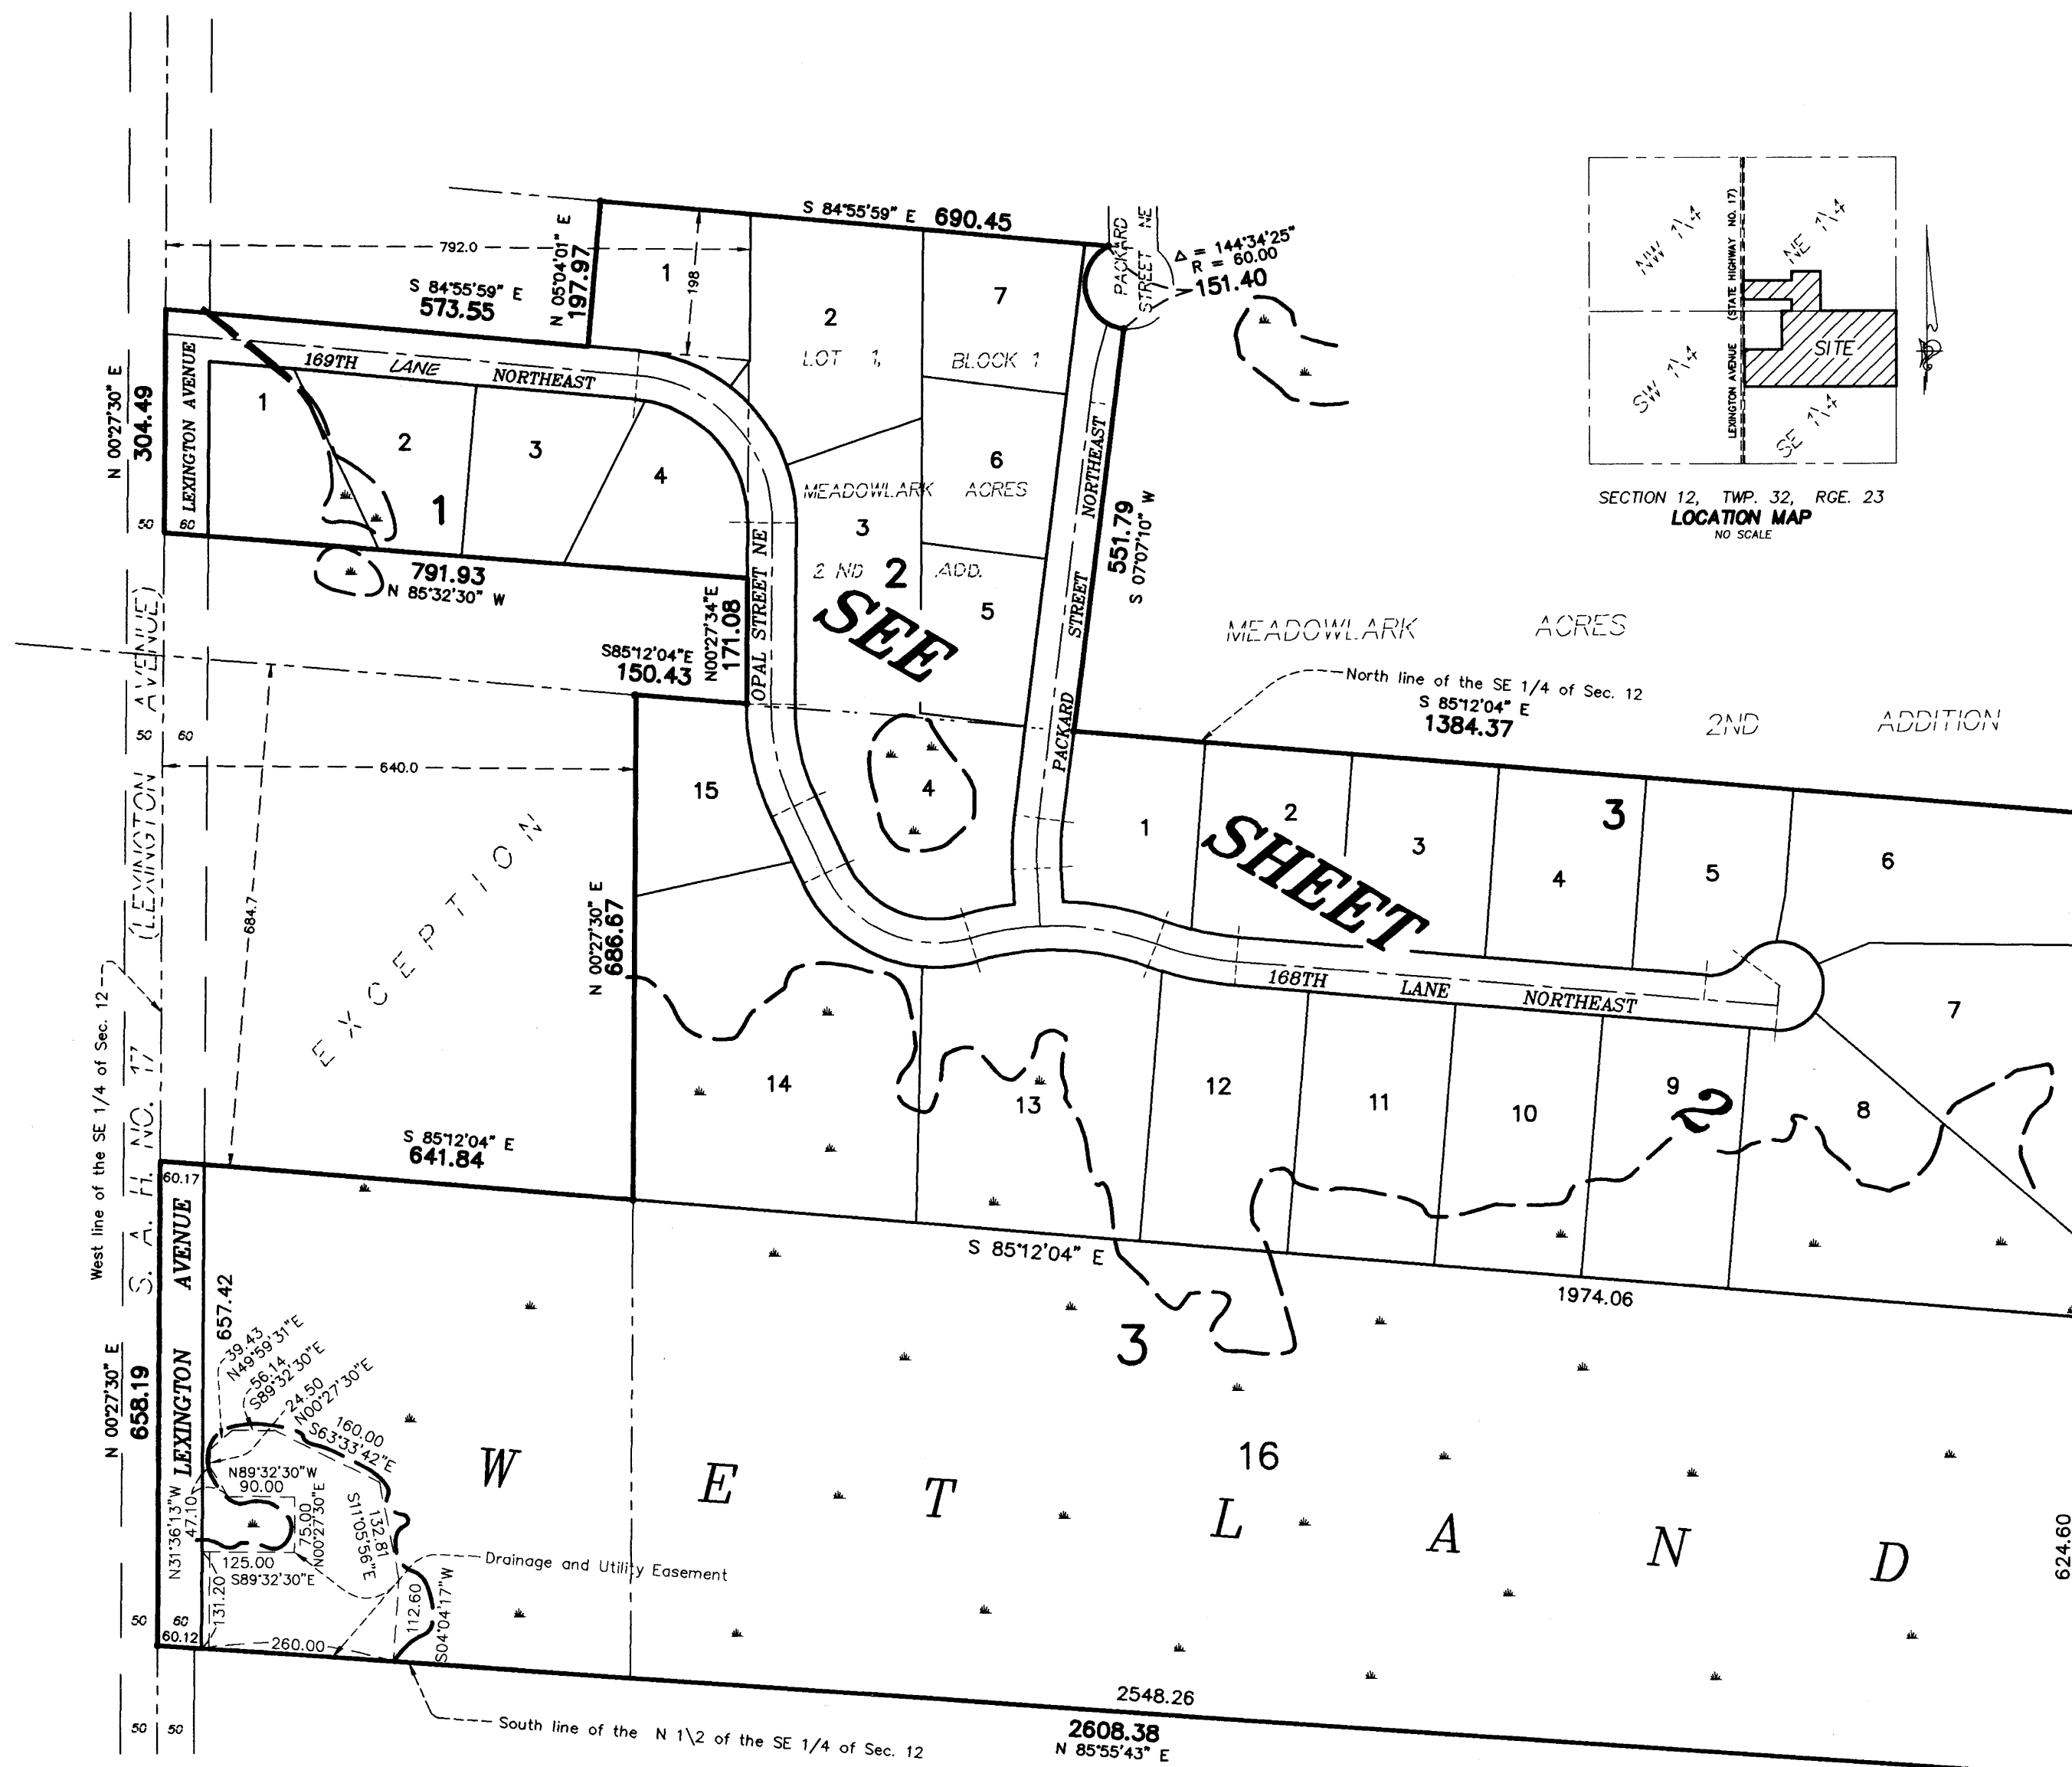 S 84°55'59" E 690.45
PACKARD
STREET NE
Δ = 144°34'25"
R = 60.00
151.40
792.0
N 05°04'01" E
197.97
1
198
S 84°55'59" E
573.55
2
7
LOT 1, BLOCK 1
NW 1\4
NE 1\4
LEXINGTON AVENUE (STATE HIGHWAY NO. 17)
SITE
SW 1\4
SE 1\4
SECTION 12, TWP. 32, RGE. 23
LOCATION MAP
NO SCALE
N 00°27'30" E
304.49
LEXINGTON AVENUE
169TH LANE NORTHEAST
1
2
3
4
1
50
60
6
MEADOWLARK ACRES
3
2 ND ADD.
2
5
PACKARD STREET NORTHEAST
551.79
S 07°07'10" W
791.93
N 85°32'30" W
N00°27'34"E
171.08
OPAL STREET NE
S85°12'04"E
150.43
SEE
SHEET
2
MEADOWLARK ACRES
2ND ADDITION
North line of the SE 1/4 of Sec. 12
S 85°12'04" E
1384.37
50
60
640.0
684.7
EXCEPTION
S. A. H. NO. 17 (LEXINGTON AVENUE)
West line of the SE 1/4 of Sec. 12
N 00°27'30" E
686.67
15
4
1
2
3
4
5
6
3
7
168TH LANE NORTHEAST
14
13
12
11
10
9
8
S 85°12'04" E
641.84
S 85°12'04" E
1974.06
60.17
LEXINGTON AVENUE
657.42
N 00°27'30" E
658.19
39.43
N49°59'31"E
56.14
S89°32'30"E
24.50
N00°27'30"E
160.00
S63°33'42"E
N89°32'30"W
90.00
N31°36'13"W
47.10
75.00
N00°27'30"E
132.81
S11°05'56"E
125.00
S89°32'30"E
131.20
112.60
S04°04'17"W
260.00
Drainage and Utility Easement
3
16
WETLAND
624.60
50
60
60.12
50
50
South line of the N 1\2 of the SE 1/4 of Sec. 12
2548.26
2608.38
N 85°55'43" E